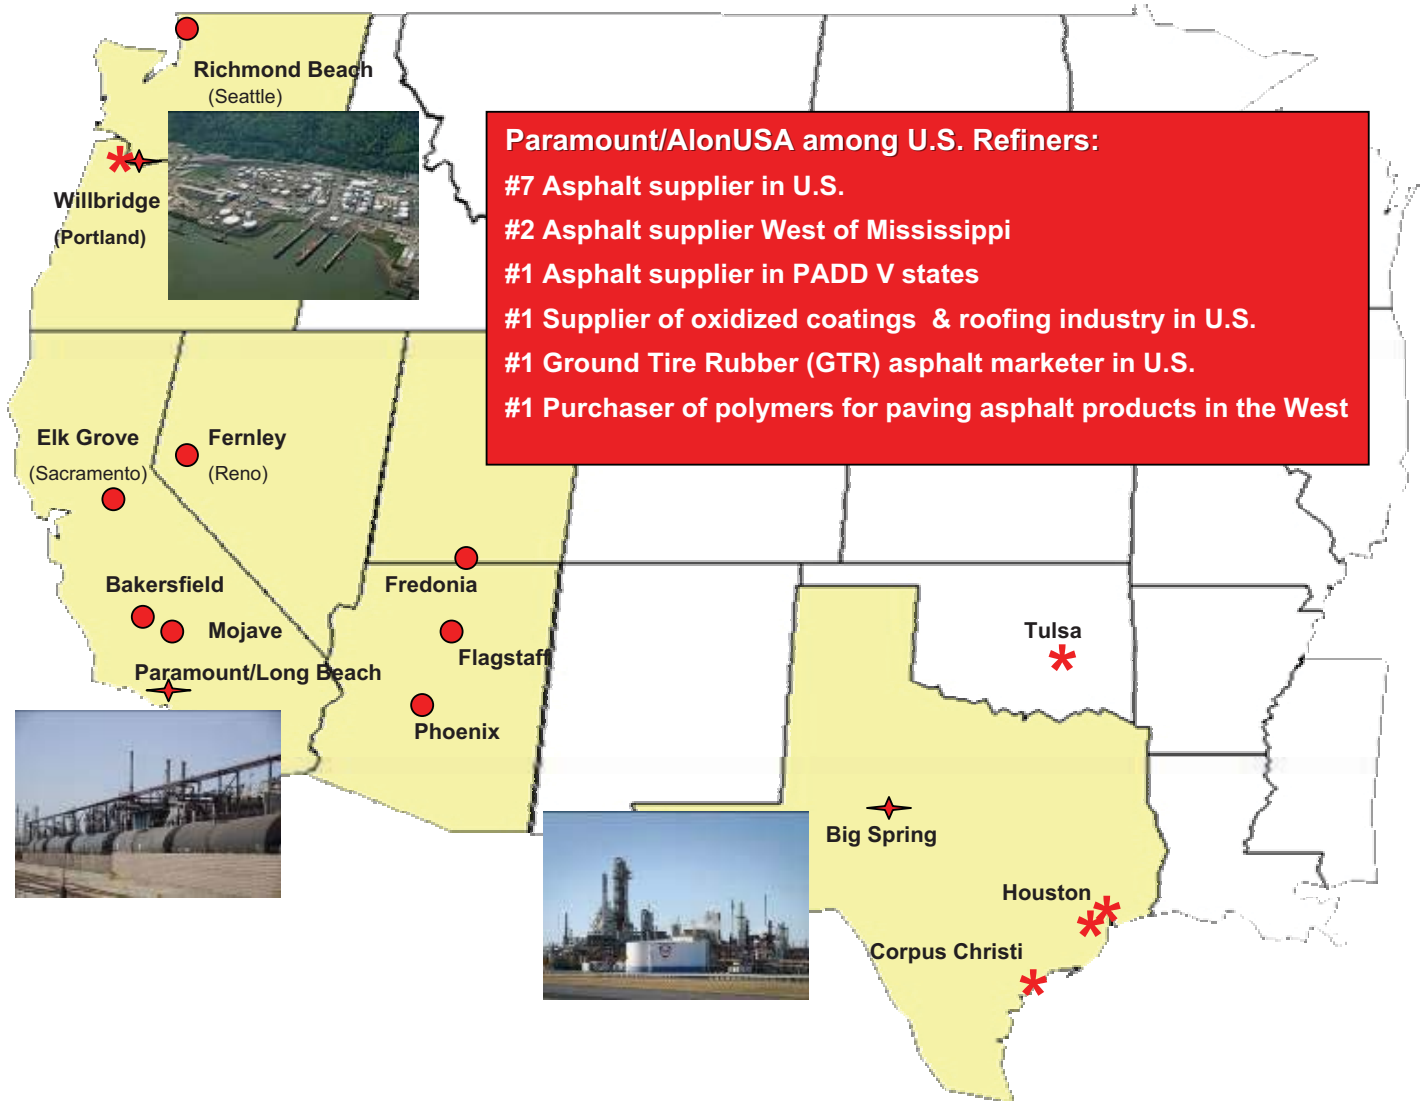 Richmond Beach
(Seattle)
Paramount/AlonUSA among U.S. Refiners:
#7 Asphalt supplier in U.S.
#2 Asphalt supplier West of Mississippi
#1 Asphalt supplier in PADD V states
#1 Supplier of oxidized coatings & roofing industry in U.S.
#1 Ground Tire Rubber (GTR) asphalt marketer in U.S.
#1 Purchaser of polymers for paving asphalt products in the West
Willbridge
(Portland)
Elk Grove
(Sacramento)
Fernley
(Reno)
Bakersfield
Mojave
Paramount/Long Beach
Fredonia
Flagstaff
Phoenix
Tulsa
Big Spring
Houston
Corpus Christi